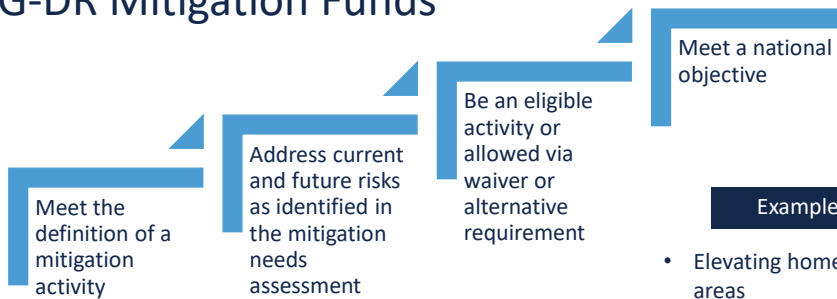 G-DR Mitigation Funds
Meet the
definition of a
mitigation
activity
Address current
and future risks
as identified in
the mitigation
needs
assessment
Be an eligible
activity or
allowed via
waiver or
alternative
requirement
Meet a national
objective
Example
• Elevating home
areas